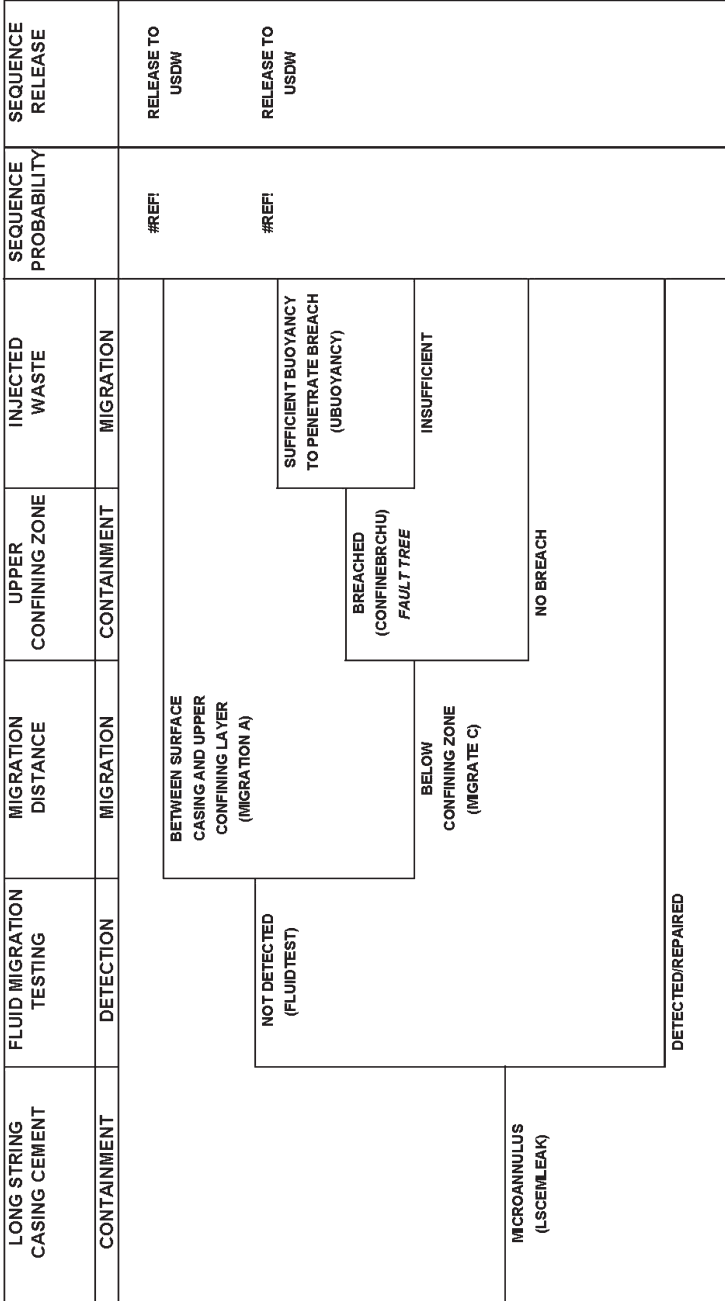 LONG STRING
CASING CEMENT
FLUID MIGRATION
TESTING
MIGRATION
DISTANCE
UPPER
CONFINING ZONE
INJECTED
WASTE
SEQUENCE
PROBABILITY
SEQUENCE
RELEASE
CONTAINMENT
DETECTION
MIGRATION
CONTAINMENT
MIGRATION
BETWEEN SURFACE
CASING AND UPPER
CONFINING LAYER
(MIGRATION A)
#REF!
RELEASE TO
USDW
NOT DETECTED
(FLUIDTEST)
SUFFICIENT BUOYANCY
TO PENETRATE BREACH
(UBUOYANCY)
#REF!
RELEASE TO
USDW
BREACHED
(CONFINEBRCHU)
FAULT TREE
BELOW
CONFINING ZONE
(MIGRATE C)
INSUFFICIENT
MICROANNULUS
(LSCEMLEAK)
NO BREACH
DETECTED/REPAIRED